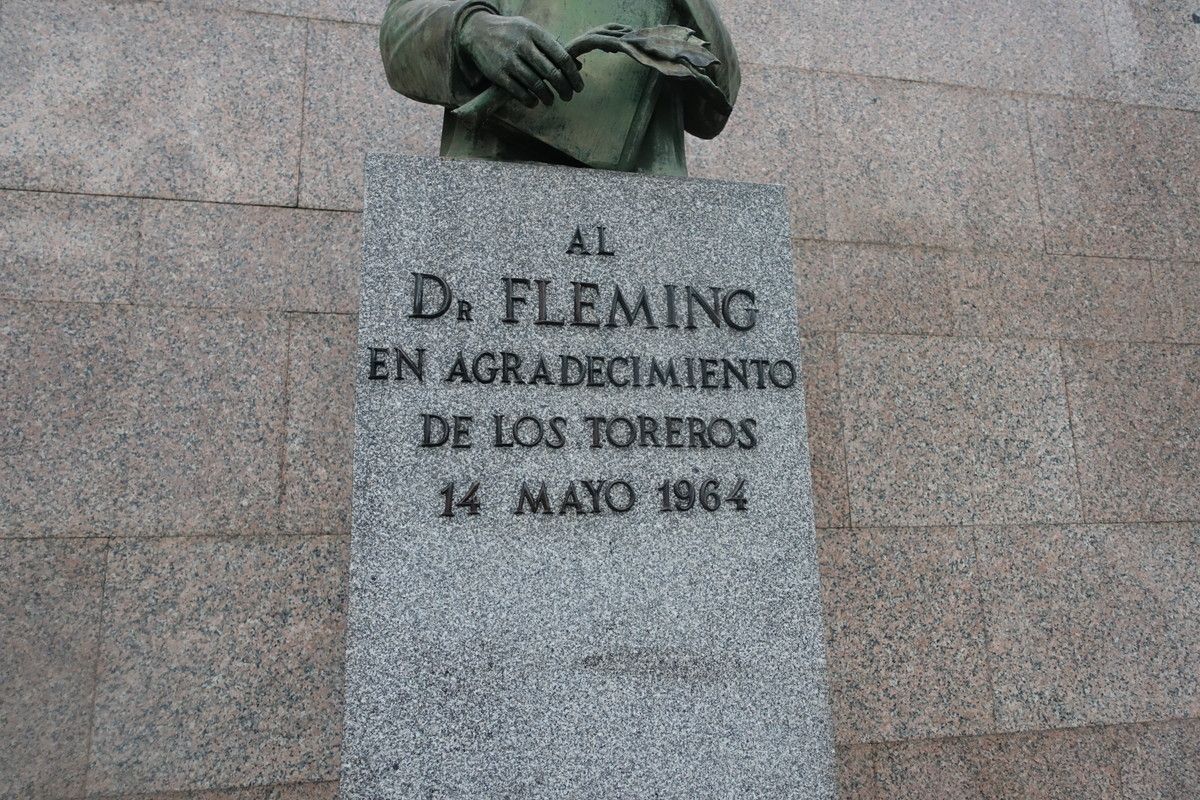 AL
DR FLEMING
EN AGRADECIMIENTO
DE LOS TOREROS
14 MAYO 1964